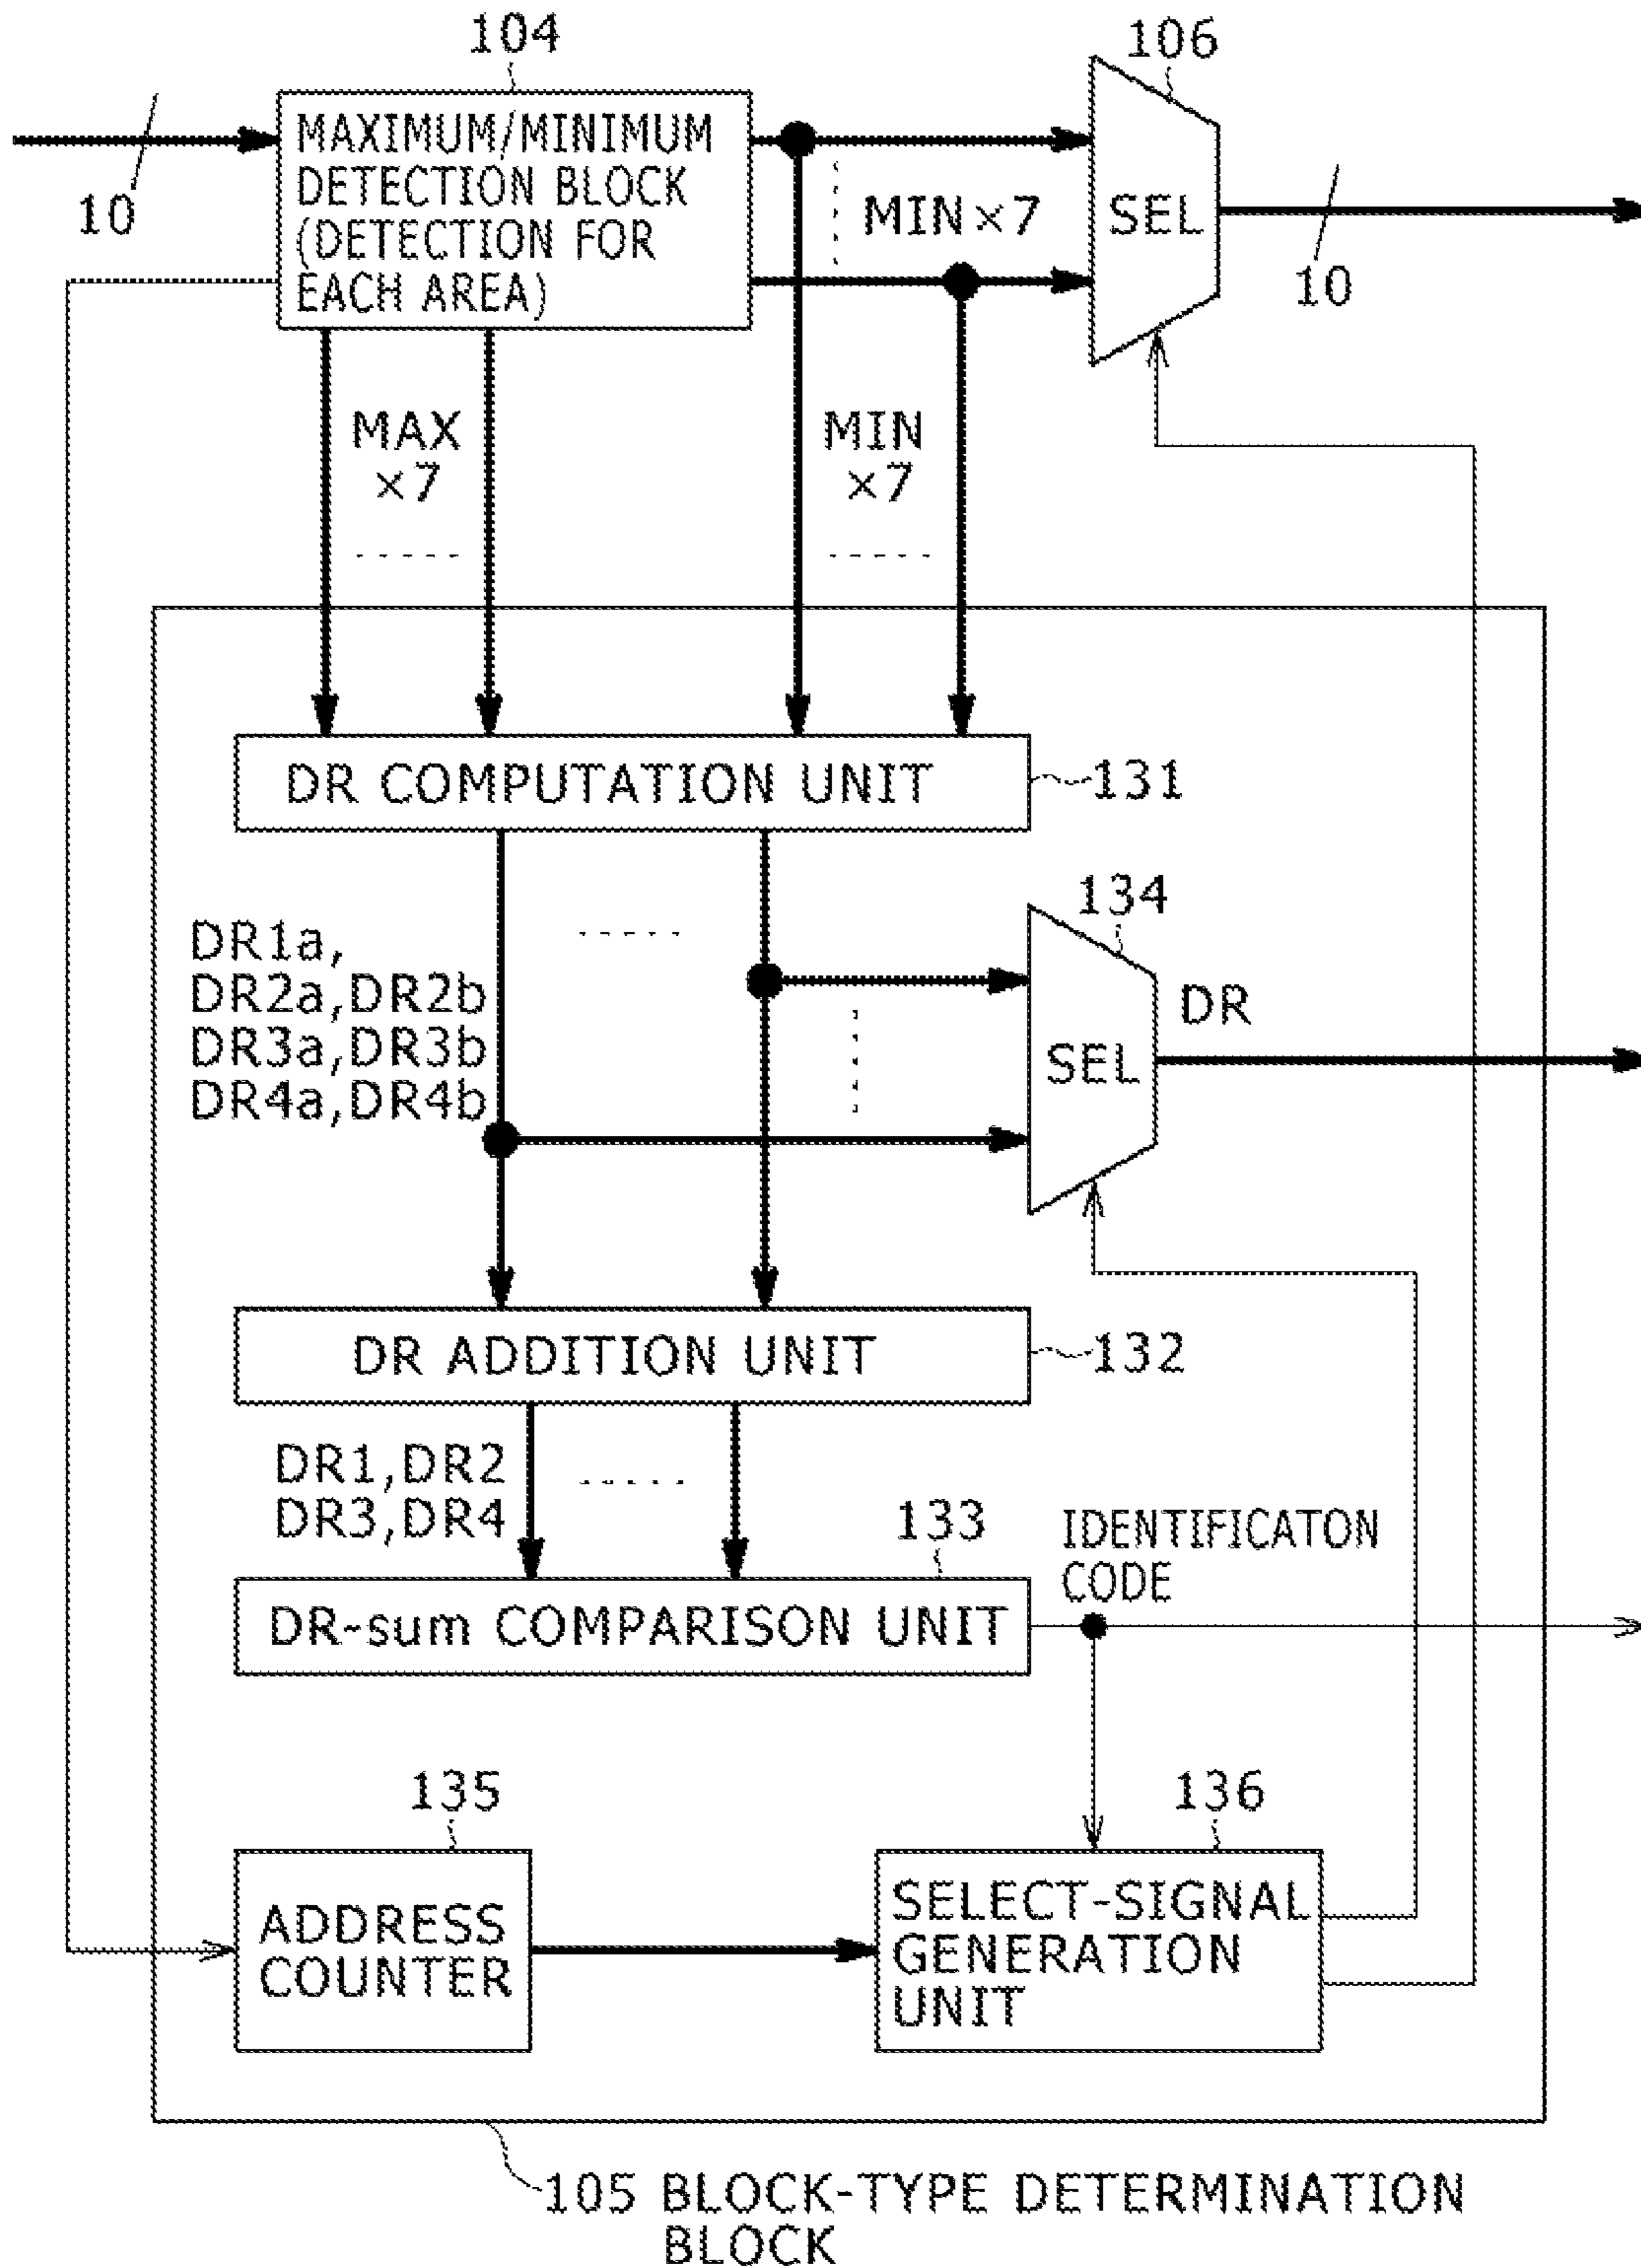 104
106
MAXIMUM/MINIMUM
DETECTION BLOCK
(DETECTION FOR
EACH AREA)
10
MIN×7
SEL
10
MAX
×7
MIN
×7
DR COMPUTATION UNIT
131
134
DR1a,
DR2a,DR2b
DR3a,DR3b
DR4a,DR4b
SEL
DR
DR ADDITION UNIT
132
DR1,DR2
DR3,DR4
133
IDENTIFICATON
CODE
DR-sum COMPARISON UNIT
135
136
ADDRESS
COUNTER
SELECT-SIGNAL
GENERATION
UNIT
105 BLOCK-TYPE DETERMINATION
BLOCK